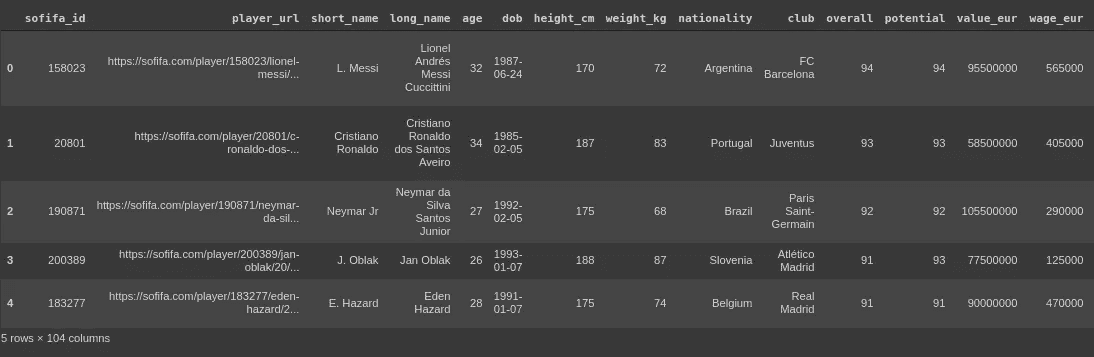 sofifa_id player_url short_name long_name age dob height_cm weight_kg nationality club overall potential value_eur wage_eur
0 158023 https://sofifa.com/player/158023/lionel-messi/... L. Messi Lionel Andrés Messi Cuccittini 32 1987-06-24 170 72 Argentina FC Barcelona 94 94 95500000 565000
1 20801 https://sofifa.com/player/20801/c-ronaldo-dos-... Cristiano Ronaldo Cristiano Ronaldo dos Santos Aveiro 34 1985-02-05 187 83 Portugal Juventus 93 93 58500000 405000
2 190871 https://sofifa.com/player/190871/neymar-da-sil... Neymar Jr Neymar da Silva Santos Junior 27 1992-02-05 175 68 Brazil Paris Saint-Germain 92 92 105500000 290000
3 200389 https://sofifa.com/player/200389/jan-oblak/20/... J. Oblak Jan Oblak 26 1993-01-07 188 87 Slovenia Atlético Madrid 91 93 77500000 125000
4 183277 https://sofifa.com/player/183277/eden-hazard/2... E. Hazard Eden Hazard 28 1991-01-07 175 74 Belgium Real Madrid 91 91 90000000 470000
5 rows × 104 columns